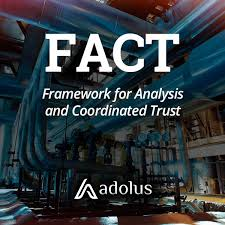 FACT
Framework for Analysis
and Coordinated Trust
adolus